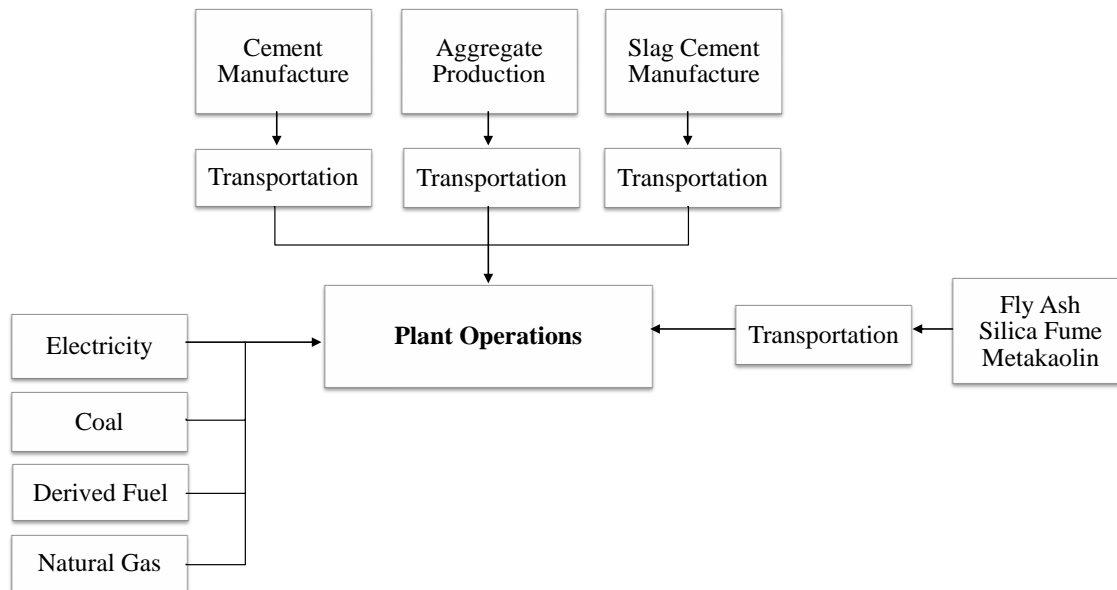 Cement
Manufacture
Aggregate
Production
Slag Cement
Manufacture
Transportation
Transportation
Transportation
Plant Operations
Transportation
Fly Ash
Silica Fume
Metakaolin
Electricity
Coal
Derived Fuel
Natural Gas